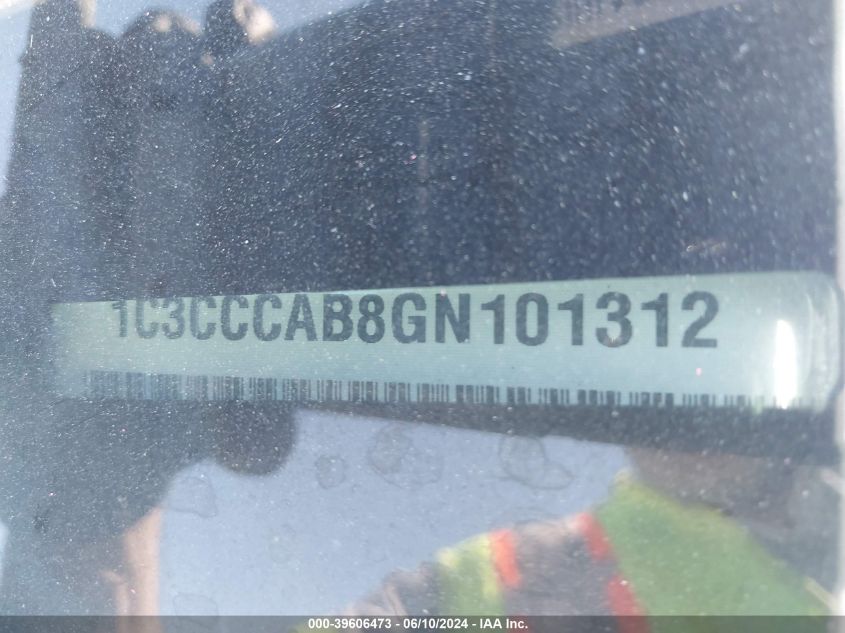 1C3CCCAB8GN101312
000-39606473 - 06/10/2024 - IAA, Inc.